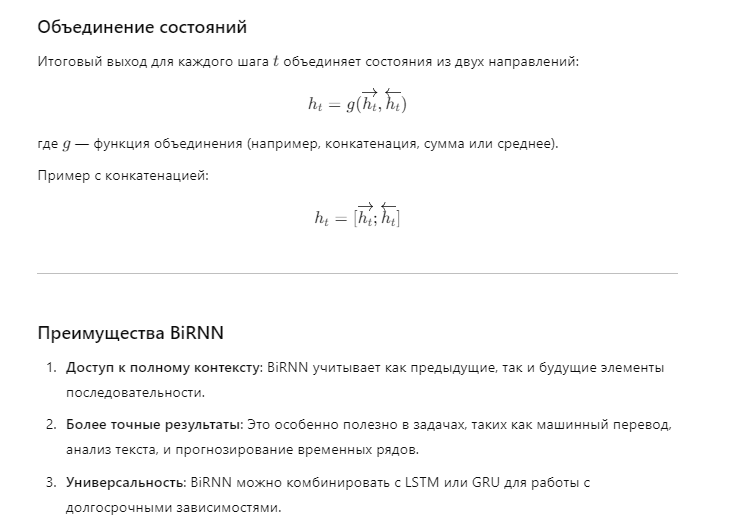 Объединение состояний
Итоговый выход для каждого шага t объединяет состояния из двух направлений:
h_t = g(\overrightarrow{h_t}, \overleftarrow{h_t})
где g — функция объединения (например, конкатенация, сумма или среднее).
Пример с конкатенацией:
h_t = [\overrightarrow{h_t}; \overleftarrow{h_t}]
Преимущества BiRNN
1. Доступ к полному контексту: BiRNN учитывает как предыдущие, так и будущие элементы
последовательности.
2. Более точные результаты: Это особенно полезно в задачах, таких как машинный перевод,
анализ текста, и прогнозирование временных рядов.
3. Универсальность: BiRNN можно комбинировать с LSTM или GRU для работы с
долгосрочными зависимостями.